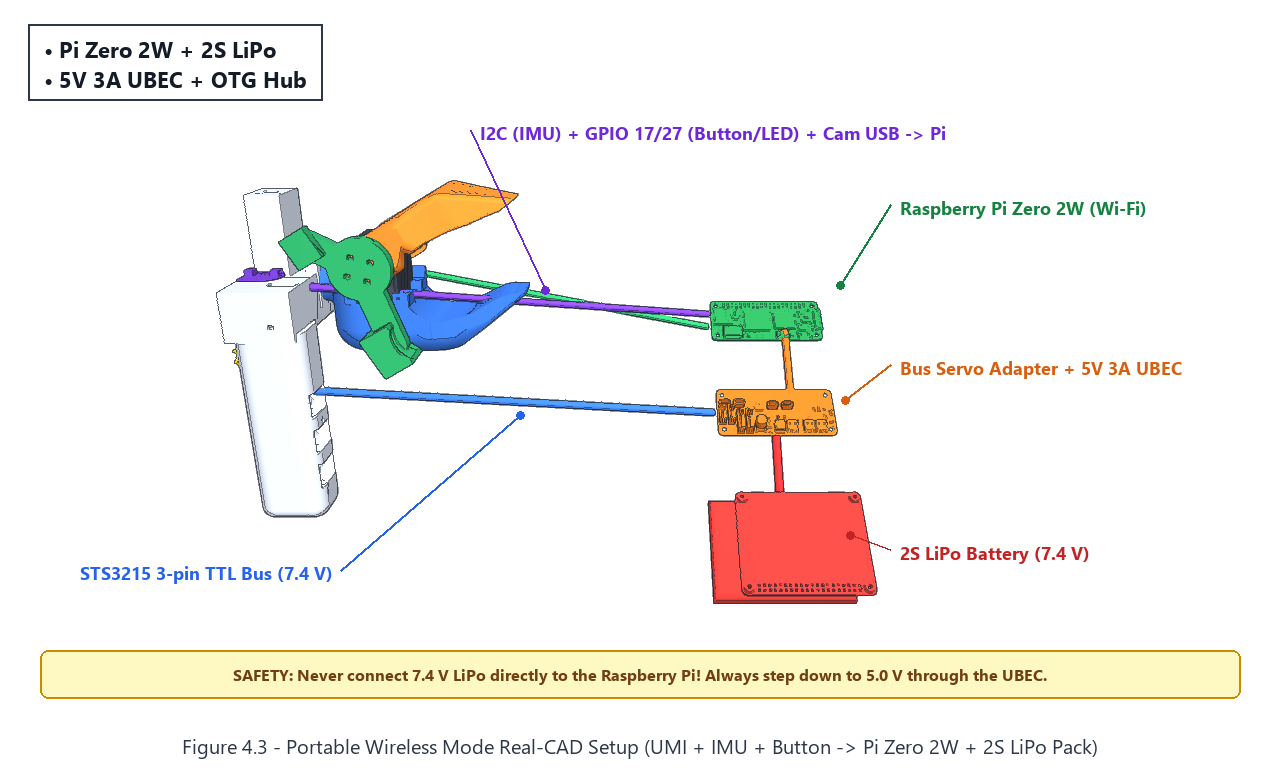 • Pi Zero 2W + 2S LiPo
• 5V 3A UBEC + OTG Hub
I2C (IMU) + GPIO 17/27 (Button/LED) + Cam USB -> Pi
Raspberry Pi Zero 2W (Wi-Fi)
Bus Servo Adapter + 5V 3A UBEC
2S LiPo Battery (7.4 V)
STS3215 3-pin TTL Bus (7.4 V)
SAFETY: Never connect 7.4 V LiPo directly to the Raspberry Pi! Always step down to 5.0 V through the UBEC.
Figure 4.3 - Portable Wireless Mode Real-CAD Setup (UMI + IMU + Button -> Pi Zero 2W + 2S LiPo Pack)